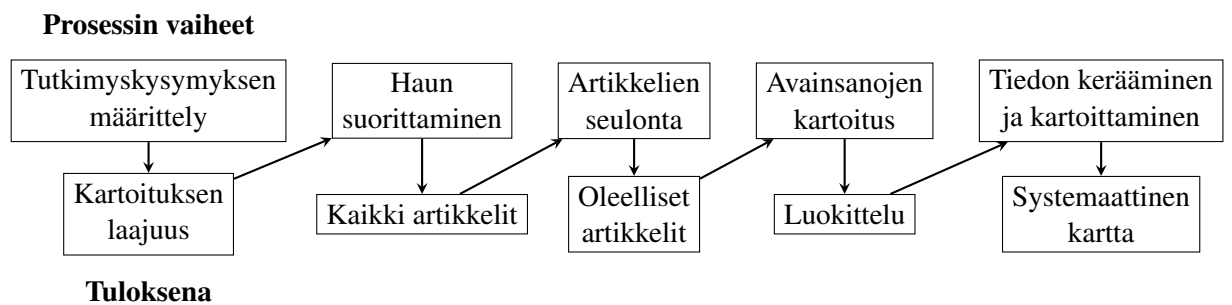 Prosessin vaiheet
Tutkimyskysymyksen
määrittely
Haun
suorittaminen
Artikkelien
seulonta
Avainsanojen
kartoitus
Tiedon kerääminen
ja kartoittaminen
Kartoituksen
laajuus
Kaikki artikkelit
Oleelliset
artikkelit
Luokittelu
Systemaattinen
kartta
Tuloksena